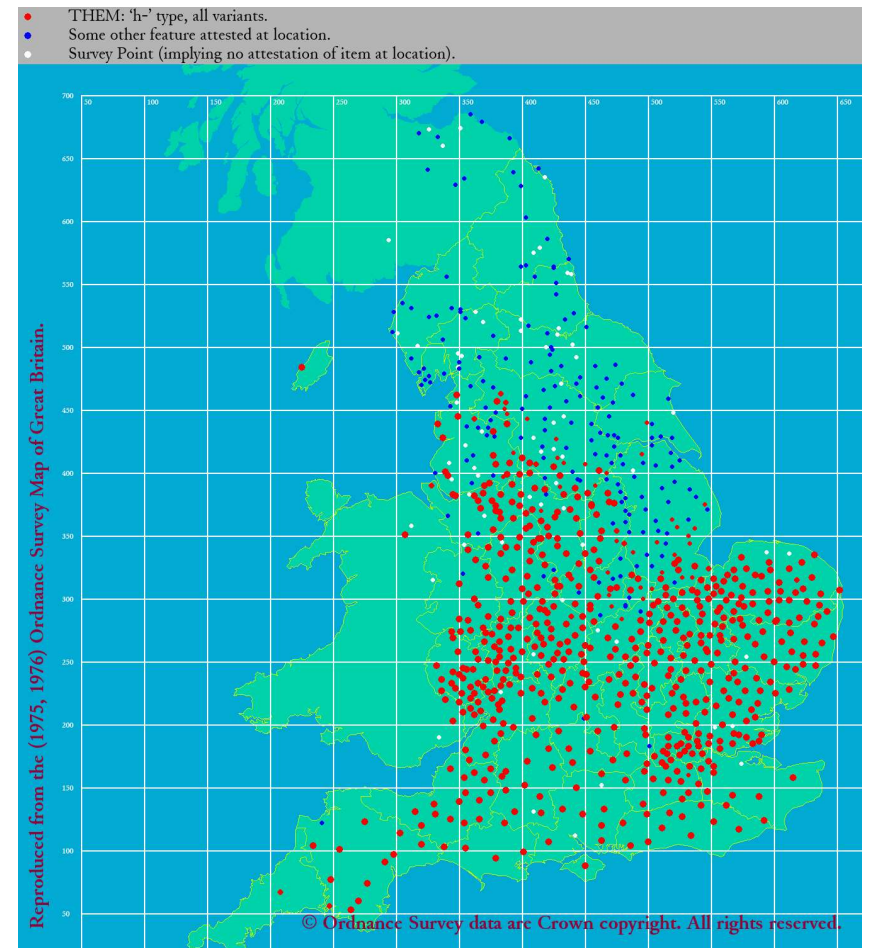 THEM: ‘h-’ type, all variants.
Some other feature attested at location.
Survey Point (implying no attestation of item at location).
700
50 100 150 200 250 300 350 400 450 500 550 600 650
650
600
550
500
450
400
350
300
250
200
150
100
50
Reproduced from the (1975, 1976) Ordnance Survey Map of Great Britain.
© Ordnance Survey data are Crown copyright. All rights reserved.